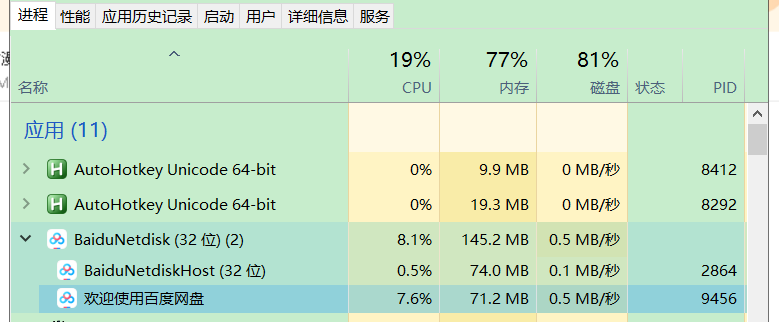 进程 性能 应用历史记录 启动 用户 详细信息 服务
19% 77% 81%
名称 CPU 内存 磁盘 状态 PID
应用 (11)
AutoHotkey Unicode 64-bit 0% 9.9 MB 0 MB/秒 8412
AutoHotkey Unicode 64-bit 0% 19.3 MB 0 MB/秒 8292
BaiduNetdisk (32 位) (2) 8.1% 145.2 MB 0.5 MB/秒
BaiduNetdiskHost (32 位) 0.5% 74.0 MB 0.1 MB/秒 2864
欢迎使用百度网盘 7.6% 71.2 MB 0.5 MB/秒 9456